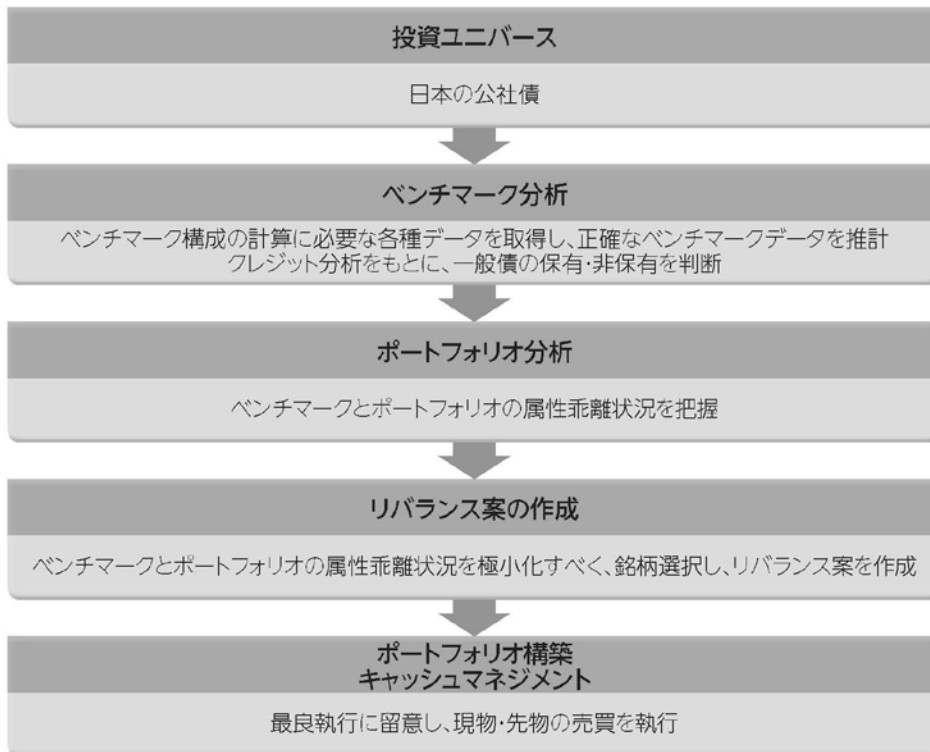 投資ユニバース
日本の公社債
ベンチマーク分析
ベンチマーク構成の計算に必要な各種データを取得し、正確なベンチマークデータを推計
クレジット分析をもとに、一般債の保有・非保有を判断
ポートフォリオ分析
ベンチマークとポートフォリオの属性乖離状況を把握
リバランス案の作成
ベンチマークとポートフォリオの属性乖離状況を極小化すべく、銘柄選択し、リバランス案を作成
ポートフォリオ構築
キャッシュマネジメント
最良執行に留意し、現物・先物の売買を執行